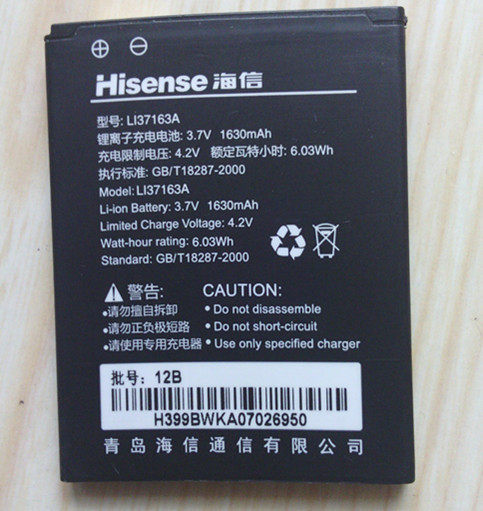 Hisense 海信
型号: LI37163A
锂离子充电电池: 3.7V 1630mAh
充电限制电压: 4.2V 额定瓦特小时: 6.03Wh
执行标准: GB/T18287-2000
Model: LI37163A
Li-ion Battery: 3.7V 1630mAh
Limited Charge Voltage: 4.2V
Watt-hour rating: 6.03Wh
Standard: GB/T18287-2000
警告:
•请勿擅自拆卸
•请勿正负极短路
•请使用专用充电器
CAUTION:
• Do not disassemble
• Do not short-circuit
• Use only specified charger
批号: 12B
H399BWKA07026950
青岛海信通信有限公司